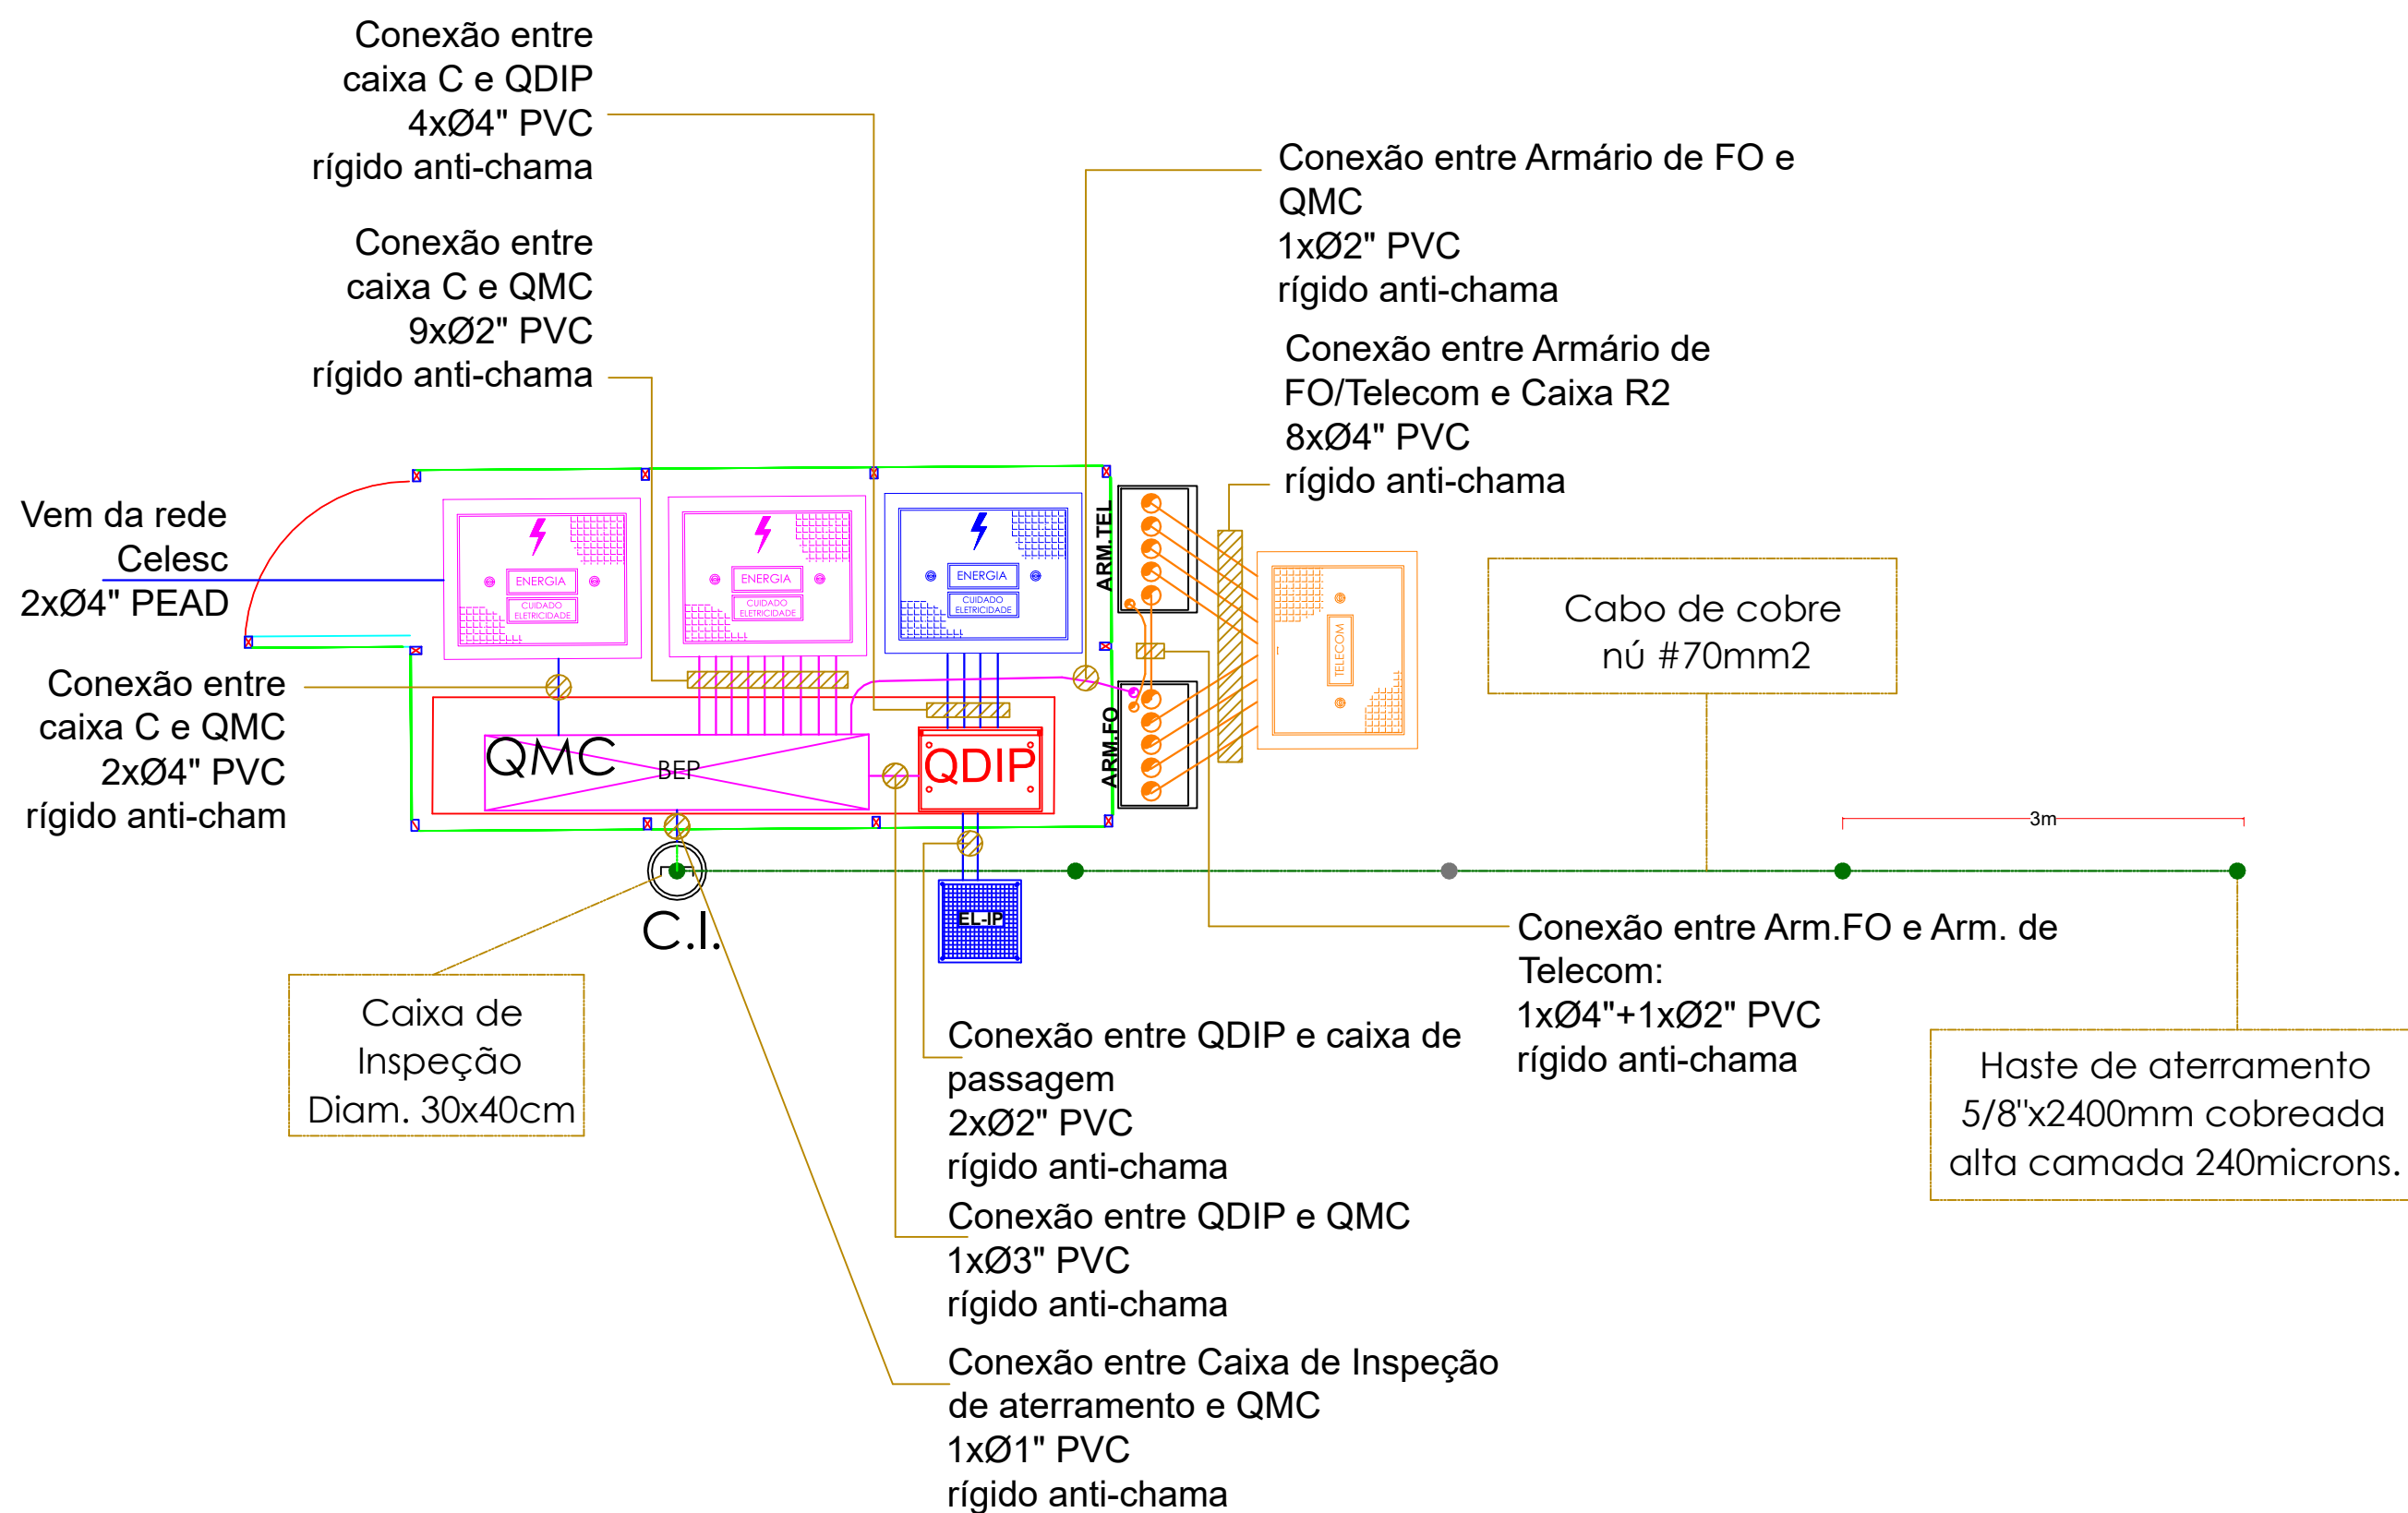 Conexão entre
caixa C e QDIP
4xØ4" PVC
rígido anti-chama
Conexão entre
caixa C e QMC
9xØ2" PVC
rígido anti-chama
Conexão entre Armário de FO e
QMC
1xØ2" PVC
rígido anti-chama
Conexão entre Armário de
FO/Telecom e Caixa R2
8xØ4" PVC
rígido anti-chama
Vem da rede
Celesc
2xØ4" PEAD
Conexão entre
caixa C e QMC
2xØ4" PVC
rígido anti-cham
ENERGIA
CUIDADO
ELETRICIDADE
ENERGIA
CUIDADO
ELETRICIDADE
ENERGIA
CUIDADO
ELETRICIDADE
ARM.TEL
ARM.FO
TELECOM
QMC
BEP
QDIP
Cabo de cobre
nú #70mm2
3m
C.I.
EL-IP
Caixa de
Inspeção
Diam. 30x40cm
Conexão entre Arm.FO e Arm. de
Telecom:
1xØ4"+1xØ2" PVC
rígido anti-chama
Haste de aterramento
5/8"x2400mm cobreada
alta camada 240microns.
Conexão entre QDIP e caixa de
passagem
2xØ2" PVC
rígido anti-chama
Conexão entre QDIP e QMC
1xØ3" PVC
rígido anti-chama
Conexão entre Caixa de Inspeção
de aterramento e QMC
1xØ1" PVC
rígido anti-chama